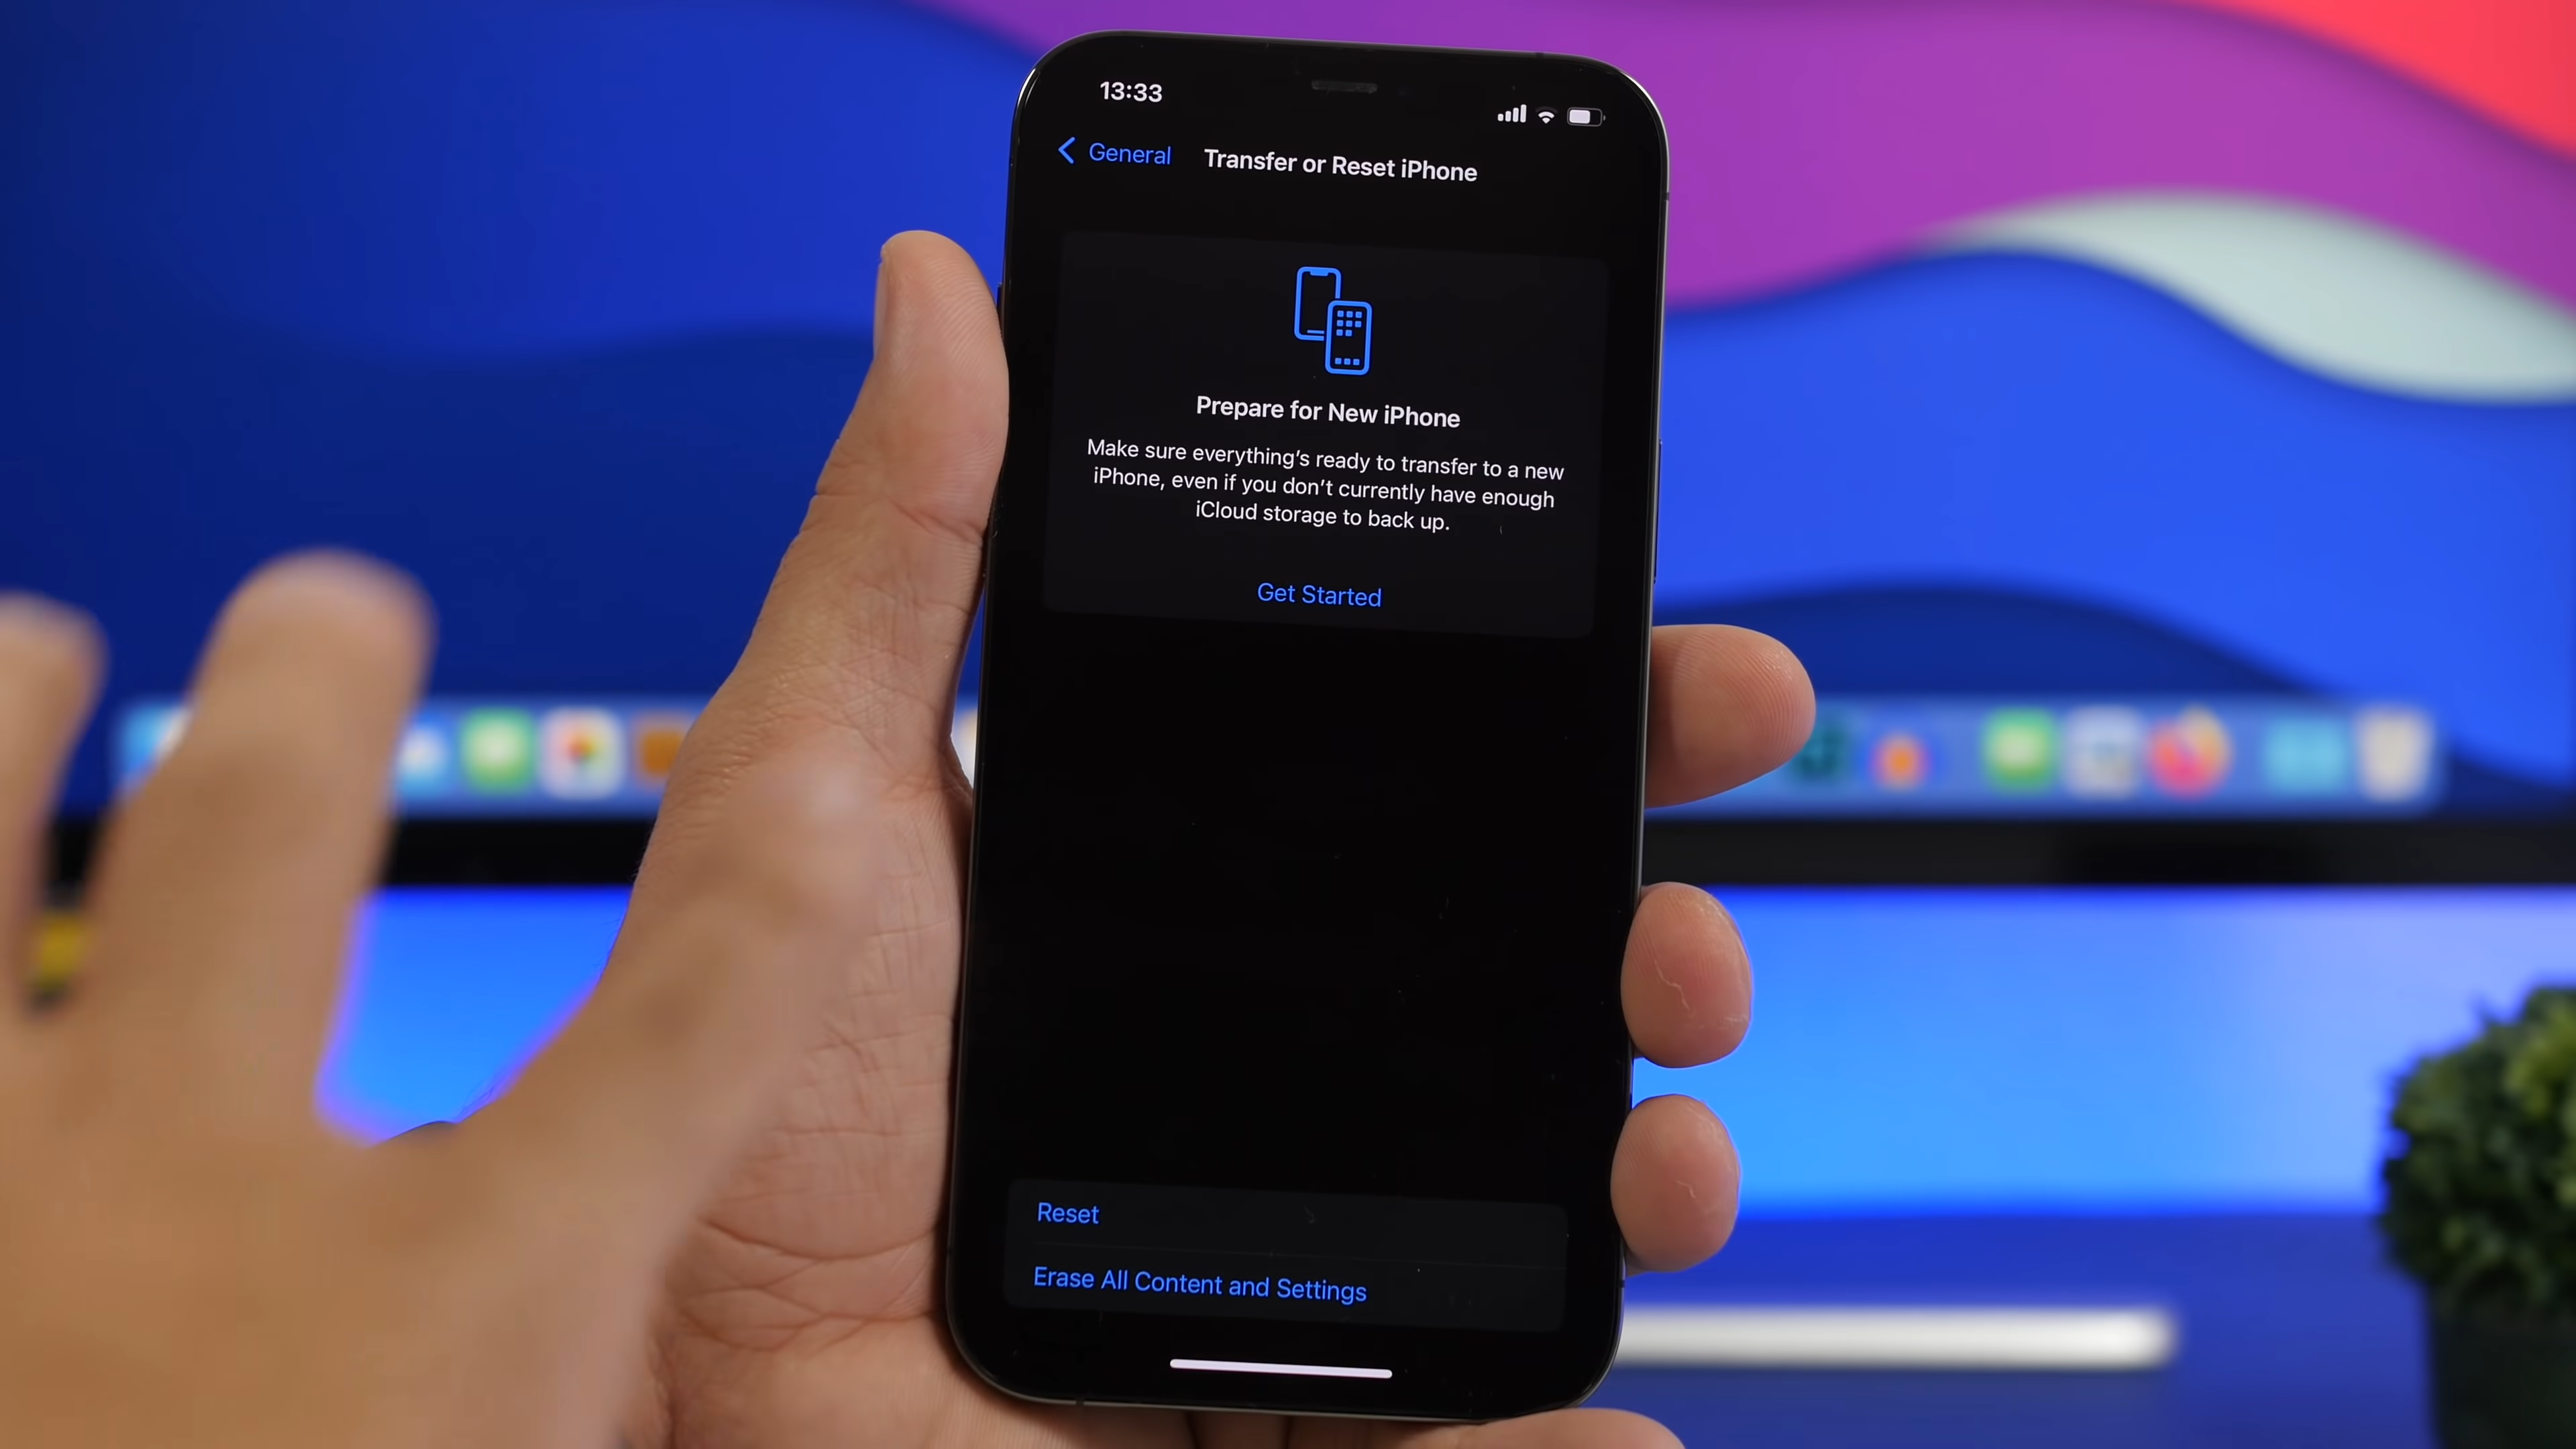 13:33
General
Transfer or Reset iPhone
Prepare for New iPhone
Make sure everything's ready to transfer to a new
iPhone, even if you don't currently have enough
iCloud storage to back up.
Get Started
Reset
Erase All Content and Settings